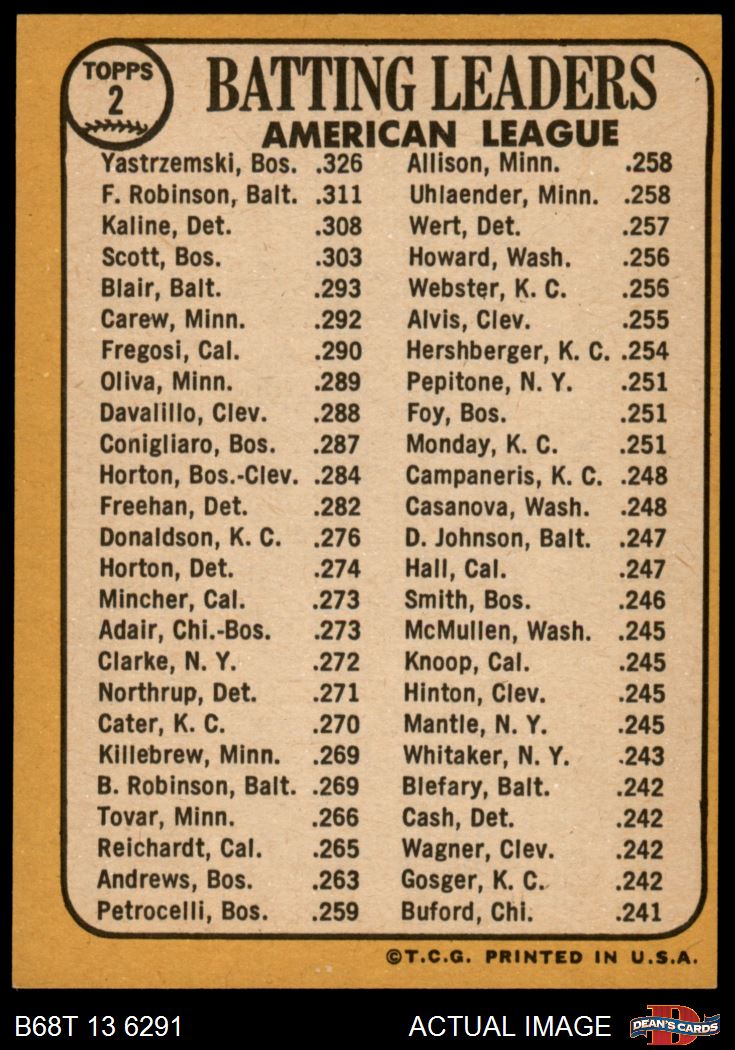 TOPPS
2
BATTING LEADERS
AMERICAN LEAGUE
Yastrzemski, Bos. .326
F. Robinson, Balt. .311
Kaline, Det. .308
Scott, Bos. .303
Blair, Balt. .293
Carew, Minn. .292
Fregosi, Cal. .290
Oliva, Minn. .289
Davalillo, Clev. .288
Conigliaro, Bos. .287
Horton, Bos.-Clev. .284
Freehan, Det. .282
Donaldson, K. C. .276
Horton, Det. .274
Mincher, Cal. .273
Adair, Chi.-Bos. .273
Clarke, N. Y. .272
Northrup, Det. .271
Cater, K. C. .270
Killebrew, Minn. .269
B. Robinson, Balt. .269
Tovar, Minn. .266
Reichardt, Cal. .265
Andrews, Bos. .263
Petrocelli, Bos. .259
Allison, Minn. .258
Uhlaender, Minn. .258
Wert, Det. .257
Howard, Wash. .256
Webster, K. C. .256
Alvis, Clev. .255
Hershberger, K. C. .254
Pepitone, N. Y. .251
Foy, Bos. .251
Monday, K. C. .251
Campaneris, K. C. .248
Casanova, Wash. .248
D. Johnson, Balt. .247
Hall, Cal. .247
Smith, Bos. .246
McMullen, Wash. .245
Knoop, Cal. .245
Hinton, Clev. .245
Mantle, N. Y. .245
Whitaker, N. Y. .243
Blefary, Balt. .242
Cash, Det. .242
Wagner, Clev. .242
Gosger, K. C. .242
Buford, Chi. .241
©T.C.G. PRINTED IN U.S.A.
B68T 13 6291
ACTUAL IMAGE
D
DEAN'S CARDS